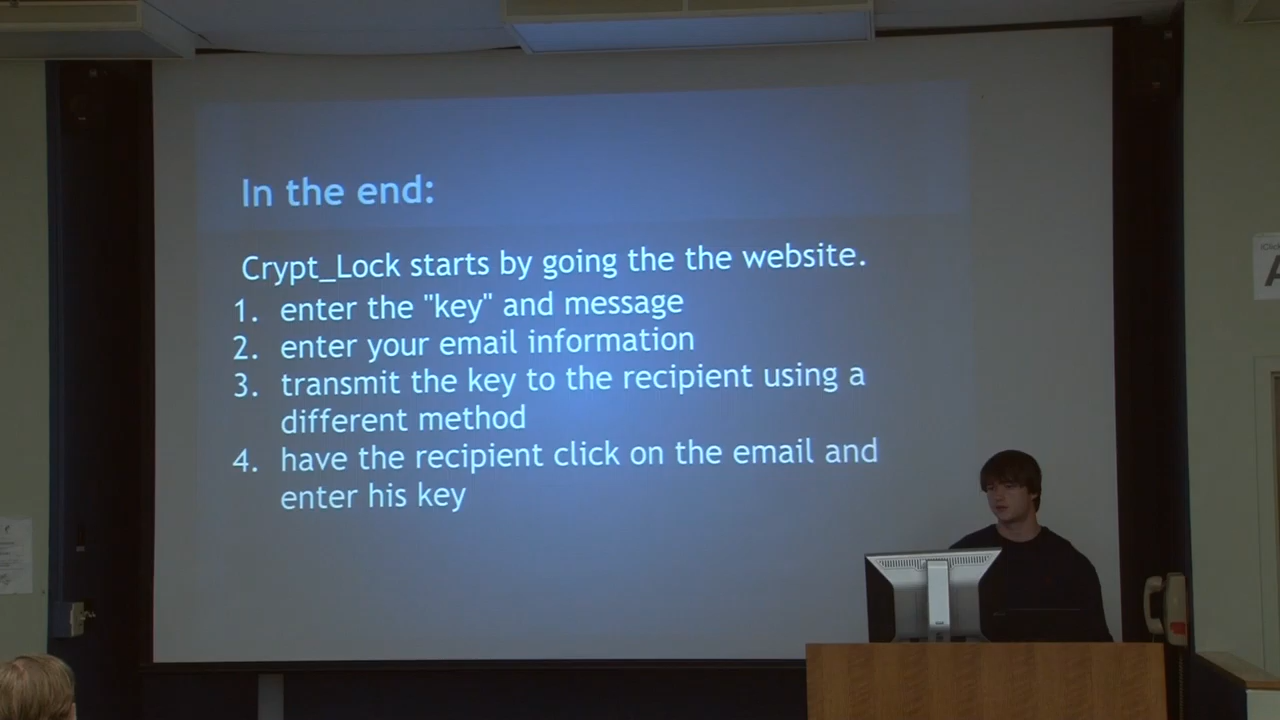 In the end:
Crypt_Lock starts by going the the website.
1. enter the "key" and message
2. enter your email information
3. transmit the key to the recipient using a
different method
4. have the recipient click on the email and
enter his key